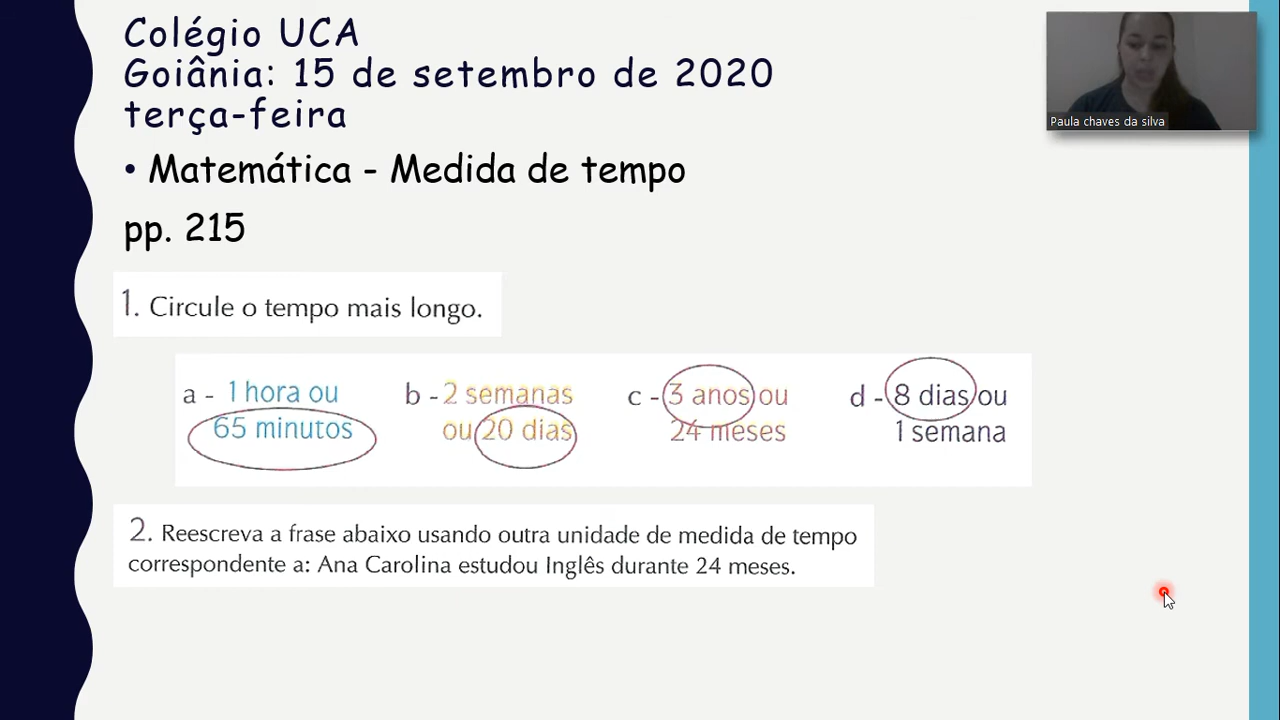 Colégio UCA
Goiânia: 15 de setembro de 2020
terça-feira
Paula chaves da silva
• Matemática - Medida de tempo
pp. 215
1. Circule o tempo mais longo.
a - 1 hora ou
65 minutos
b - 2 semanas
ou 20 dias
c - 3 anos ou
24 meses
d - 8 dias ou
1 semana
2. Reescreva a frase abaixo usando outra unidade de medida de tempo
correspondente a: Ana Carolina estudou Inglês durante 24 meses.